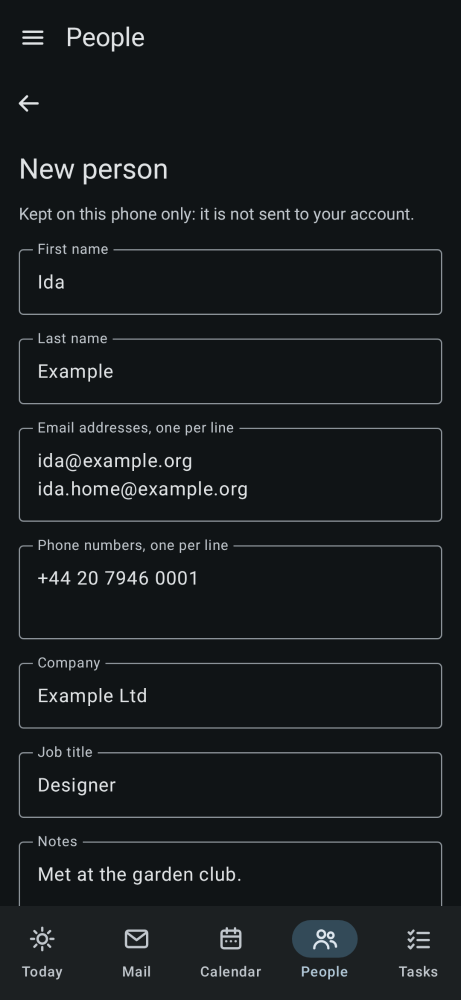 People
New person
Kept on this phone only: it is not sent to your account.
First name
Ida
Last name
Example
Email addresses, one per line
ida@example.org
ida.home@example.org
Phone numbers, one per line
+44 20 7946 0001
Company
Example Ltd
Job title
Designer
Notes
Met at the garden club.
Today Mail Calendar People Tasks